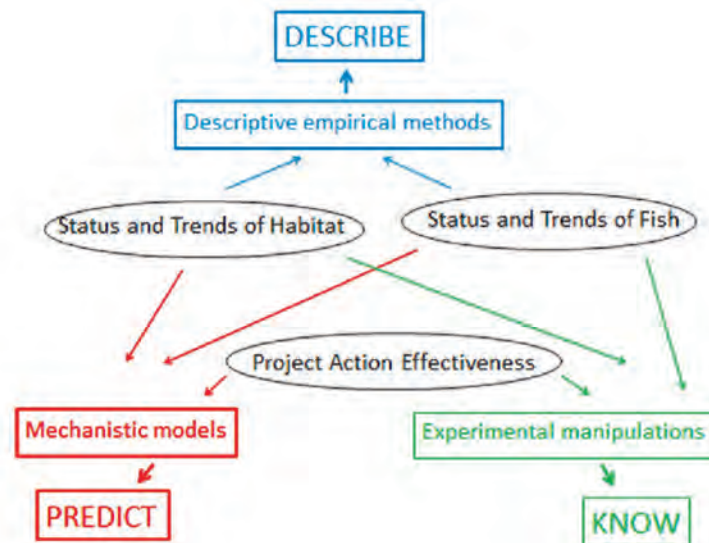 DESCRIBE
Descriptive empirical methods
Status and Trends of Habitat
Status and Trends of Fish
Project Action Effectiveness
Mechanistic models
Experimental manipulations
PREDICT
KNOW